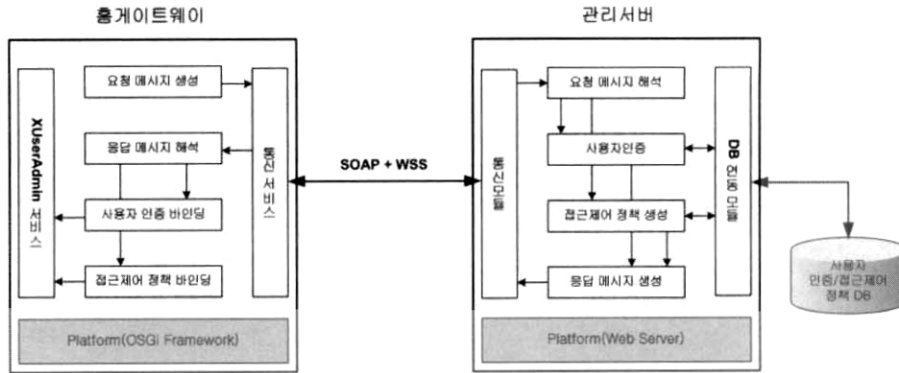 홈게이트웨이
XUserAdmin 서비스
요청 메시지 생성
응답 메시지 해석
사용자 인증 바인딩
접근제어 정책 바인딩
통신 서비스
Platform(OSGi Framework)
SOAP + WSS
관리서버
통신모듈
요청 메시지 해석
사용자인증
접근제어 정책 생성
응답 메시지 생성
DB 연동 모듈
Platform(Web Server)
사용자
인증/접근제어
정책 DB